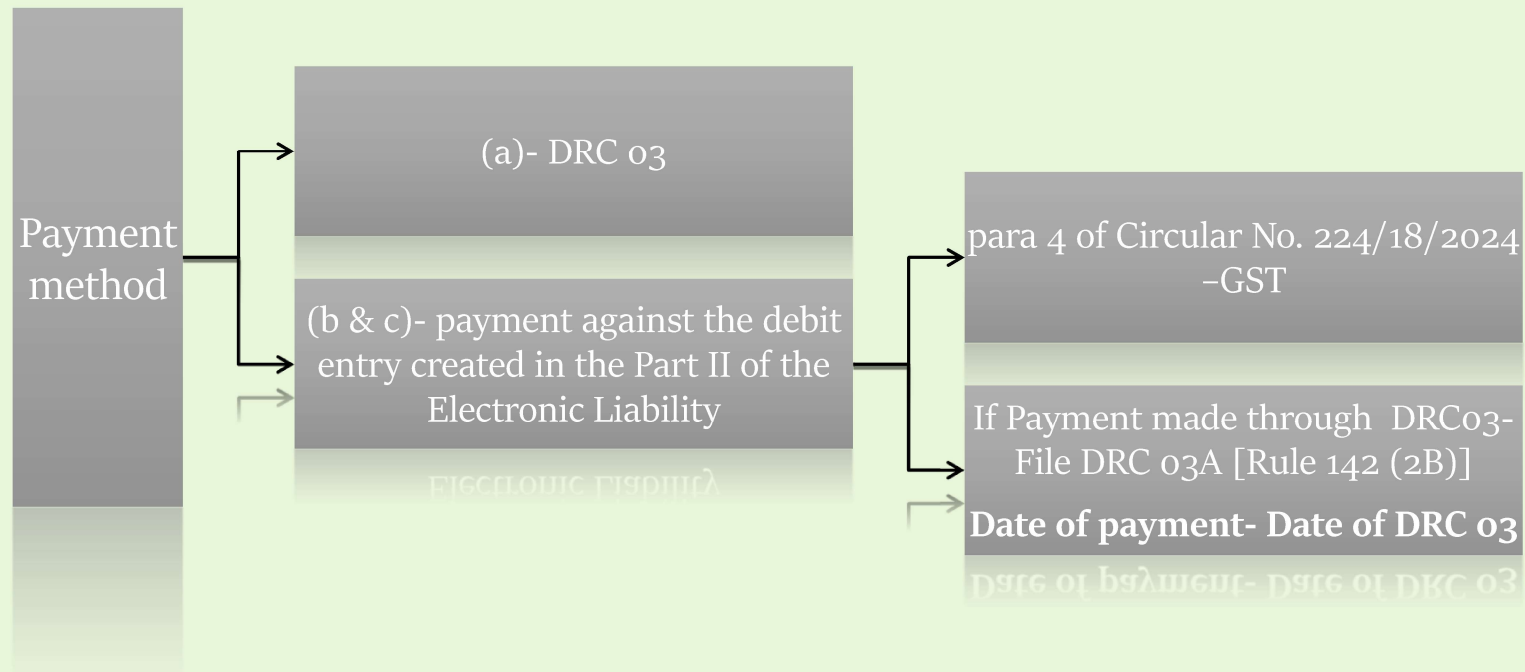 Payment
method
(a)- DRC 03
(b & c)- payment against the debit
entry created in the Part II of the
Electronic Liability
para 4 of Circular No. 224/18/2024
–GST
If Payment made through DRC03-
File DRC 03A [Rule 142 (2B)]
Date of payment- Date of DRC 03